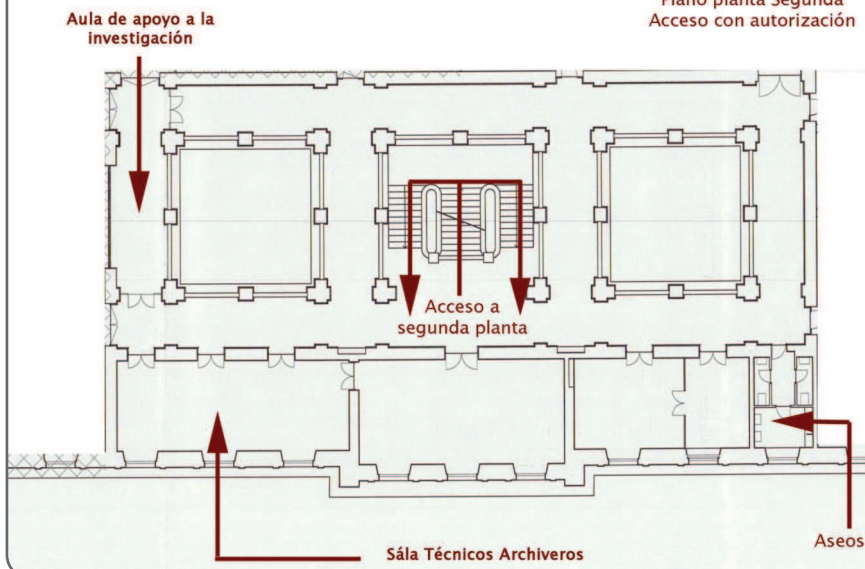 Plano planta Segunda
Acceso con autorización
Aula de apoyo a la
investigación
Acceso a
segunda planta
Aseos
Sála Técnicos Archiveros